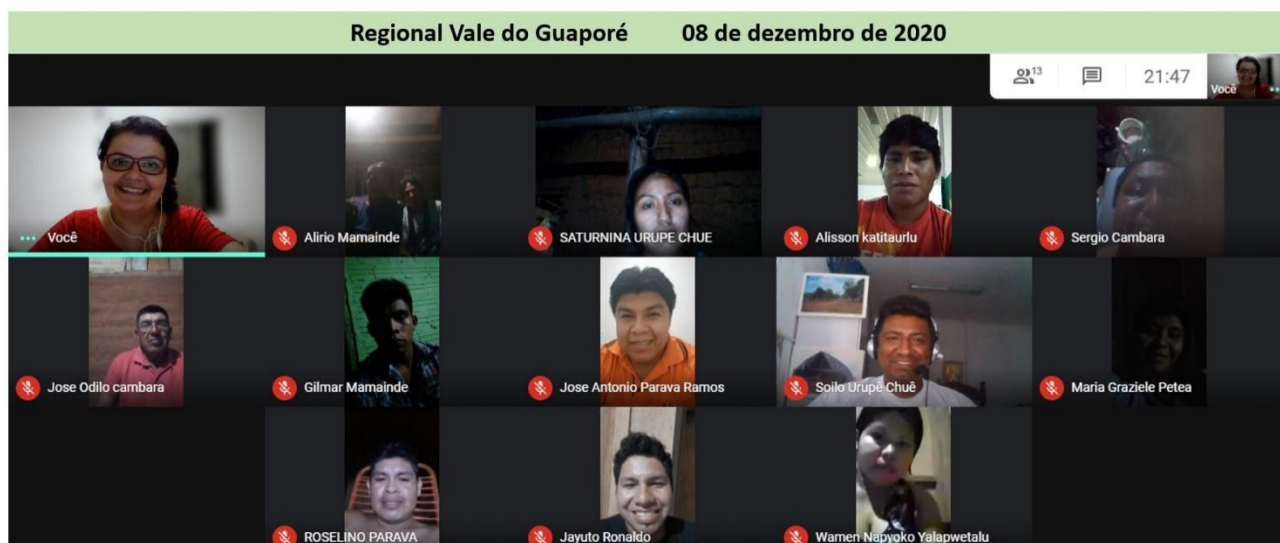 Regional Vale do Guaporé 08 de dezembro de 2020
13 21:47 Você
Você
Alirio Mamainde
SATURNINA URUPE CHUE
Alisson katitaurlu
Sergio Cambara
Jose Odilo cambara
Gilmar Mamainde
Jose Antonio Parava Ramos
Soilo Urupê Chuê
Maria Graziele Petea
ROSELINO PARAVA
Jayuto Ronaldo
Wamen Napyoko Yalapwetalu